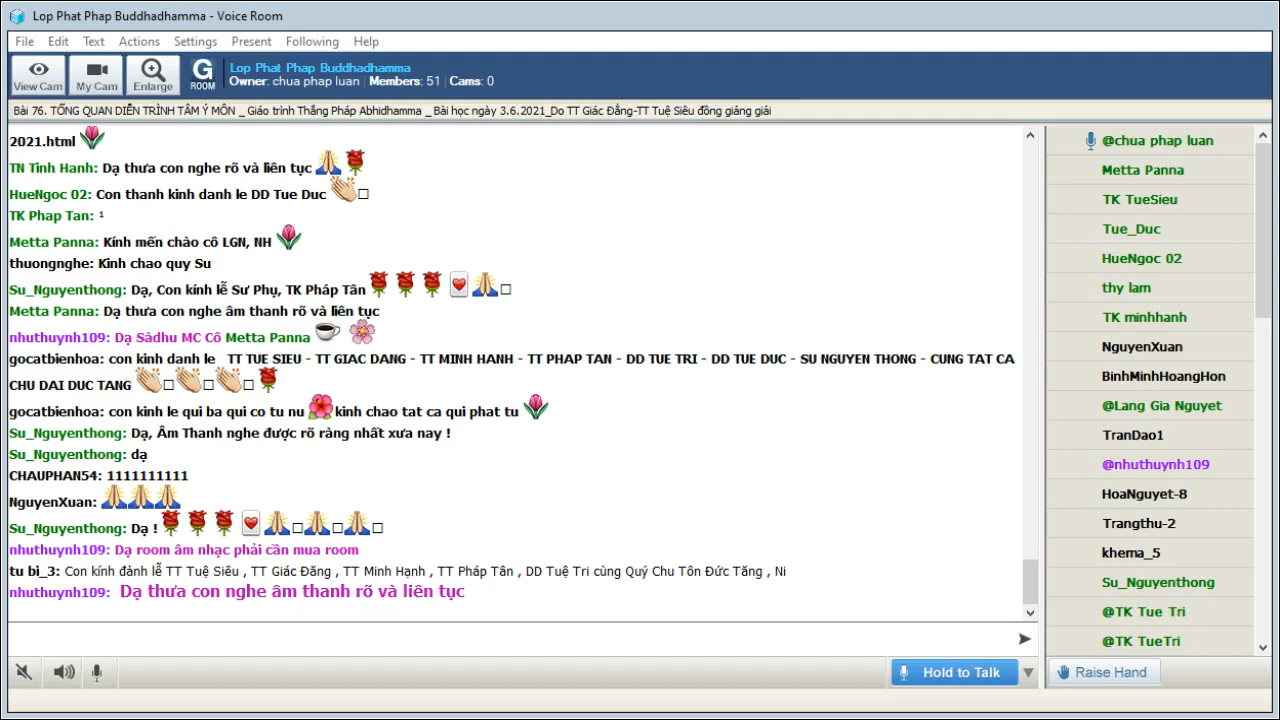 Lop Phat Phap Buddhadhamma - Voice Room
File Edit Text Actions Settings Present Following Help
View Cam My Cam Enlarge G ROOM
Lop Phat Phap Buddhadhamma
Owner: chua phap luan Members: 51 Cams: 0
Bài 76. TỔNG QUAN DIỄN TRÌNH TÂM Ý MÔN _ Giáo trình Thắng Pháp Abhidhamma _ Bài học ngày 3.6.2021_Do TT Giác Đẳng-TT Tuệ Siêu đồng giảng giải
2021.html
TN Tinh Hanh: Dạ thưa con nghe rõ và liên tục
HueNgoc 02: Con thanh kinh danh le DD Tue Duc
TK Phap Tan: ¹
Metta Panna: Kính mến chào cô LGN, NH
thuongnghe: Kinh chao quy Su
Su_Nguyenthong: Dạ, Con kính lễ Sư Phụ, TK Pháp Tân
Metta Panna: Dạ thưa con nghe âm thanh rõ và liên tục
nhuthuynh109: Dạ Sàdhu MC Cô Metta Panna
gocatbienhoa: con kinh danh le TT TUE SIEU - TT GIAC DANG - TT MINH HANH - TT PHAP TAN - DD TUE TRI - DD TUE DUC - SU NGUYEN THONG - CUNG TAT CA
CHU DAI DUC TANG
gocatbienhoa: con kinh le qui ba qui co tu nu kinh chao tat ca qui phat tu
Su_Nguyenthong: Dạ, Âm Thanh nghe được rõ ràng nhất xưa nay !
Su_Nguyenthong: dạ
CHAUPHAN54: 1111111111
NguyenXuan:
Su_Nguyenthong: Dạ !
nhuthuynh109: Dạ room âm nhạc phải cần mua room
tu bi_3: Con kính đảnh lễ TT Tuệ Siêu , TT Giác Đẳng , TT Minh Hạnh , TT Pháp Tân , DD Tuệ Tri cùng Quý Chu Tôn Đức Tăng , Ni
nhuthuynh109: Dạ thưa con nghe âm thanh rõ và liên tục
Hold to Talk
@chua phap luan
Metta Panna
TK TueSieu
Tue_Duc
HueNgoc 02
thy lam
TK minhhanh
NguyenXuan
BinhMinhHoangHon
@Lang Gia Nguyet
TranDao1
@nhuthuynh109
HoaNguyet-8
Trangthu-2
khema_5
Su_Nguyenthong
@TK Tue Tri
@TK TueTri
Raise Hand